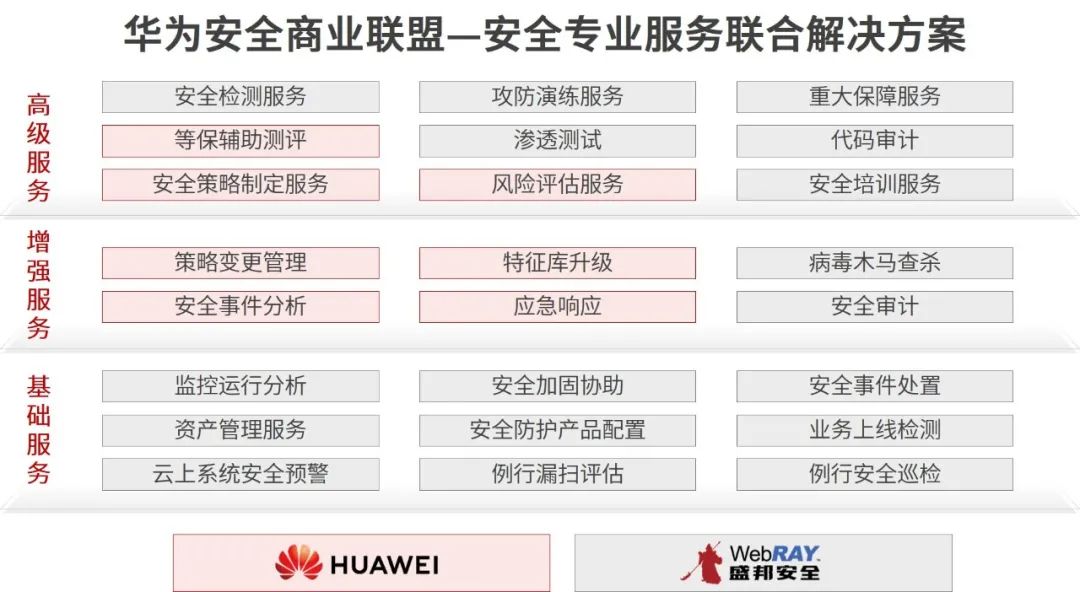 华为安全商业联盟—安全专业服务联合解决方案
高级服务
安全检测服务
攻防演练服务
重大保障服务
等保辅助测评
渗透测试
代码审计
安全策略制定服务
风险评估服务
安全培训服务
增强服务
策略变更管理
特征库升级
病毒木马查杀
安全事件分析
应急响应
安全审计
基础服务
监控运行分析
安全加固协助
安全事件处置
资产管理服务
安全防护产品配置
业务上线检测
云上系统安全预警
例行漏扫评估
例行安全巡检
HUAWEI
WebRAY™
盛邦安全